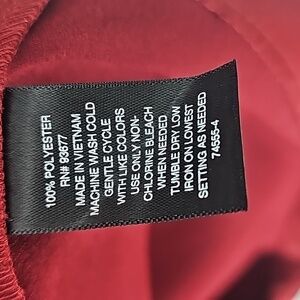 100% POLYESTER
RN# 93677
MADE IN VIETNAM
MACHINE WASH COLD
GENTLE CYCLE
WITH LIKE COLORS
USE ONLY NON-
CHLORINE BLEACH
WHEN NEEDED
TUMBLE DRY LOW
IRON ON LOWEST
SETTING AS NEEDED
74555-4